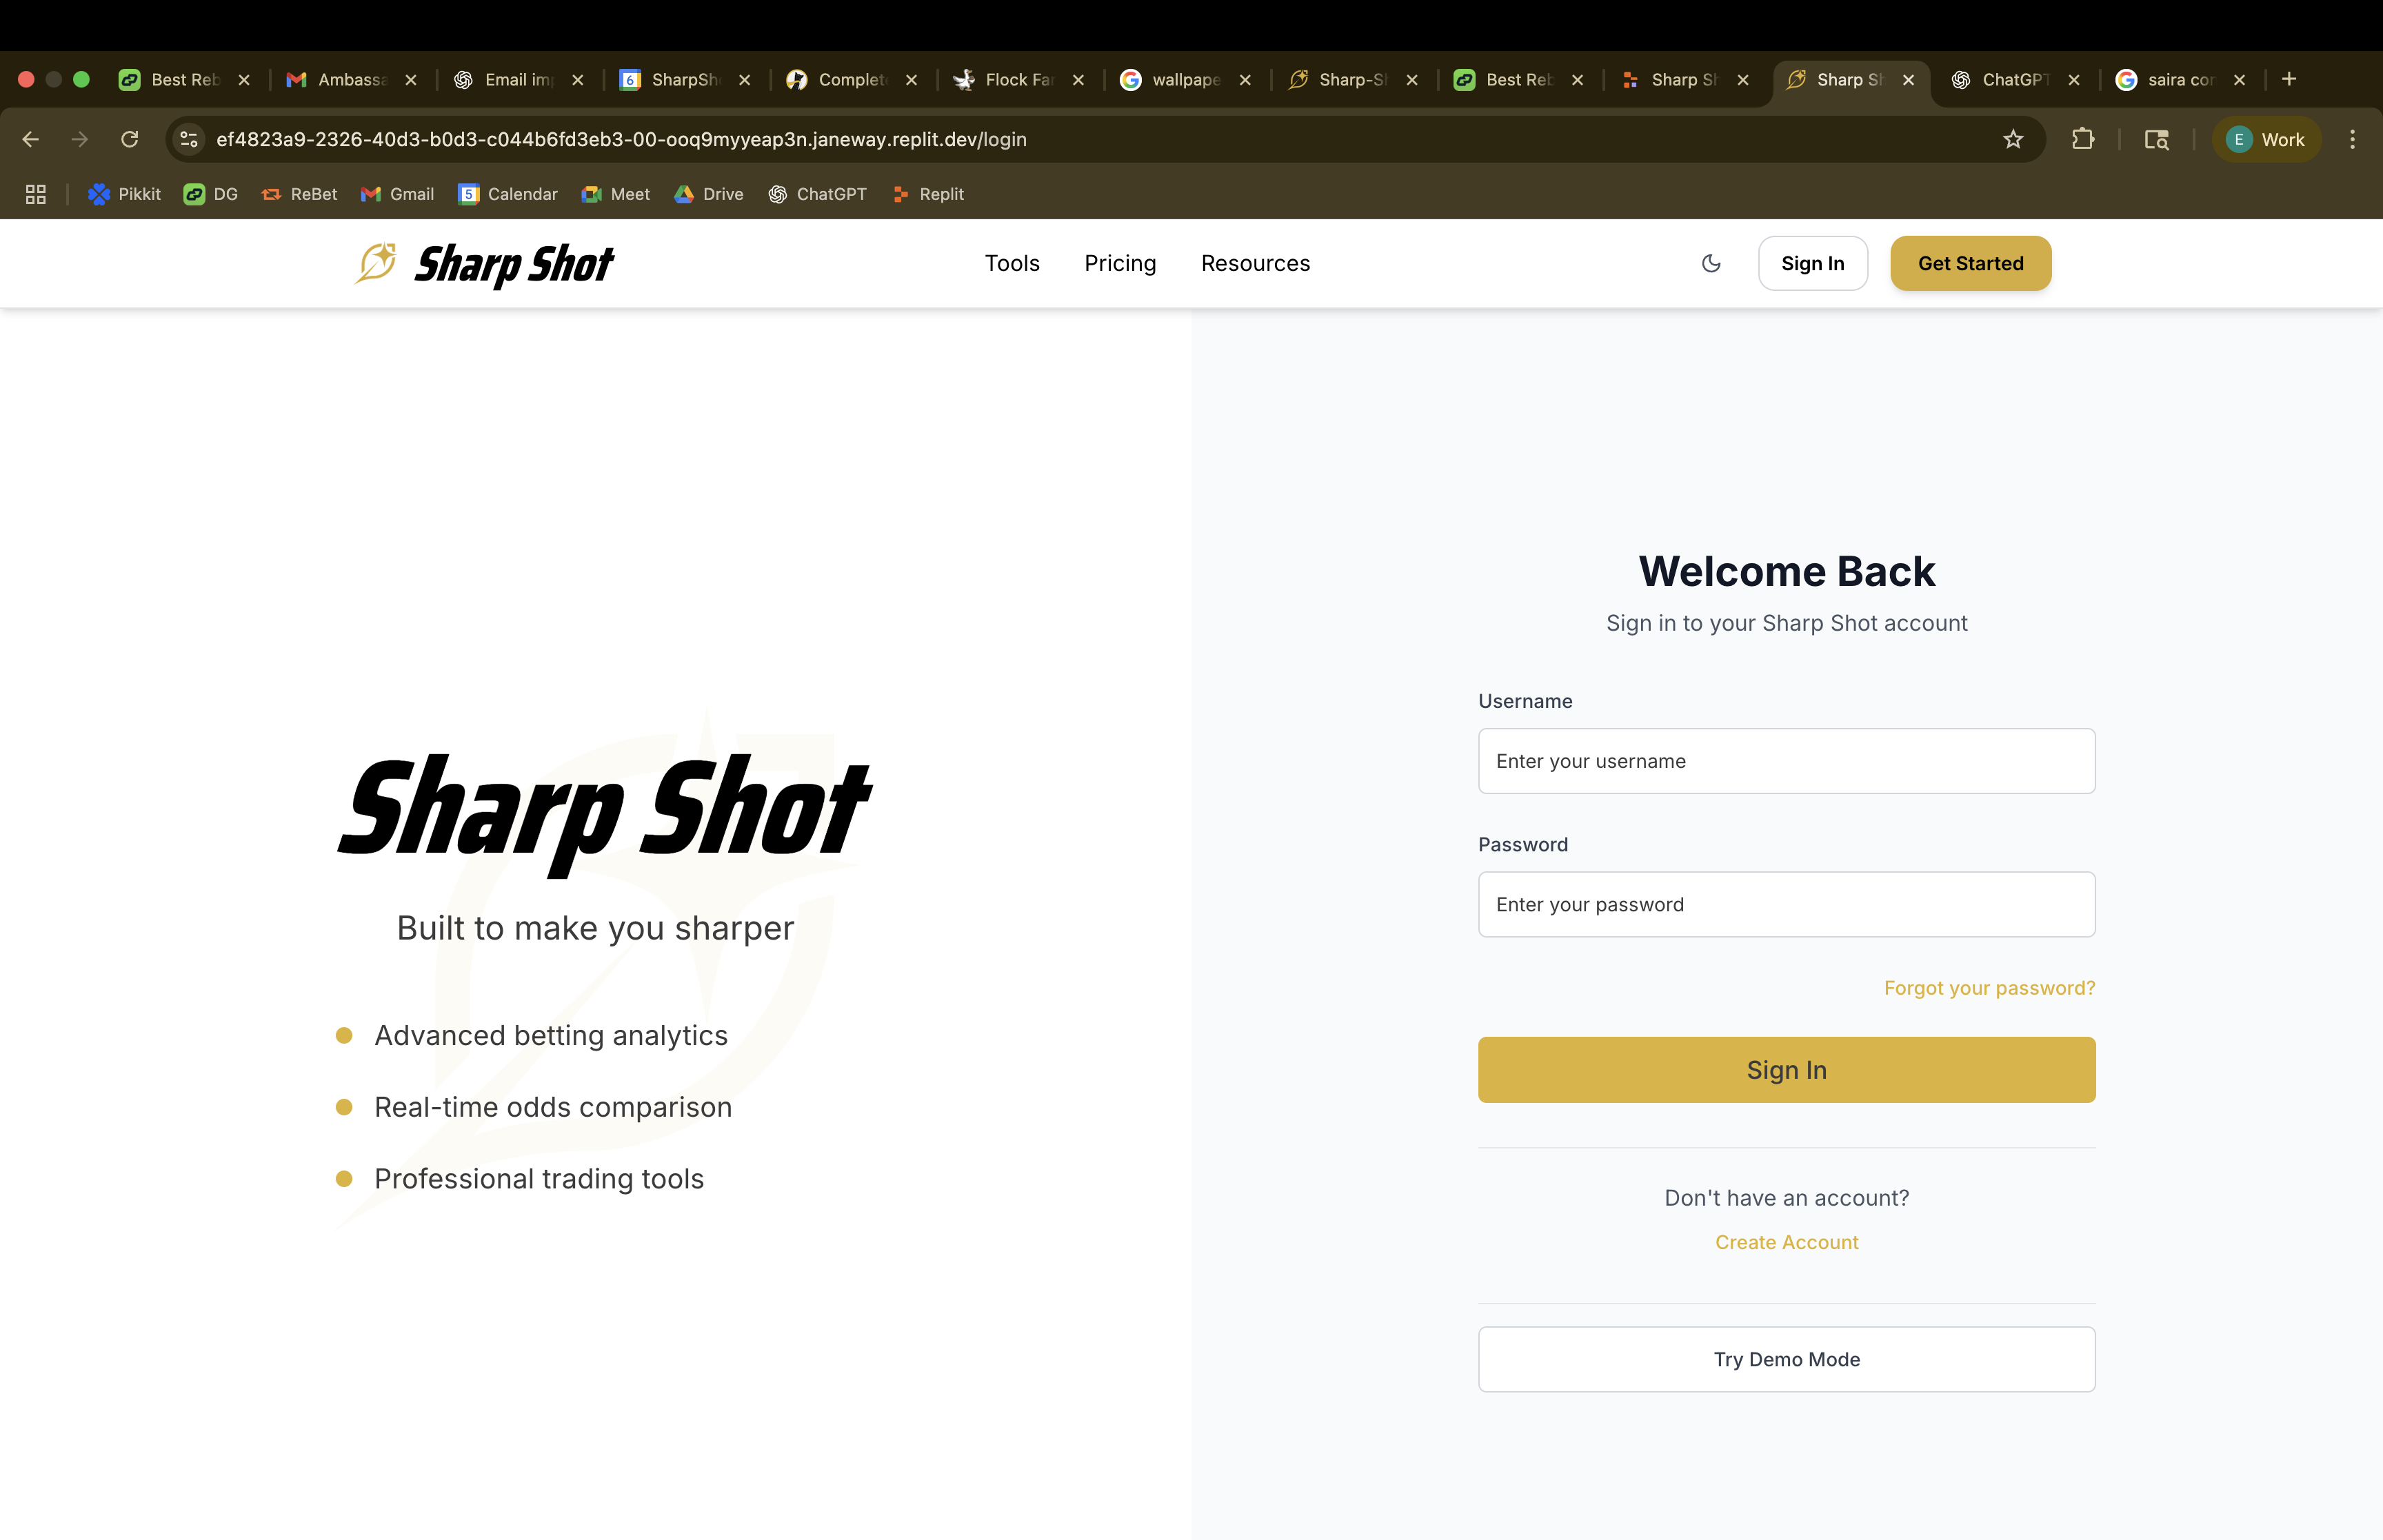 Best Reb
Ambassa
Email im
SharpSh
Complet
Flock Far
wallpape
Sharp-S
Best Reb
Sharp S
Sharp S
ChatGPT
saira con
ef4823a9-2326-40d3-b0d3-c044b6fd3eb3-00-ooq9myyeap3n.janeway.replit.dev/login
E
Work
Pikkit
DG
ReBet
Gmail
5
Calendar
Meet
Drive
ChatGPT
Replit
Sharp Shot
Tools
Pricing
Resources
Sign In
Get Started
Sharp Shot
Built to make you sharper
Advanced betting analytics
Real-time odds comparison
Professional trading tools
Welcome Back
Sign in to your Sharp Shot account
Username
Enter your username
Password
Enter your password
Forgot your password?
Sign In
Don't have an account?
Create Account
Try Demo Mode